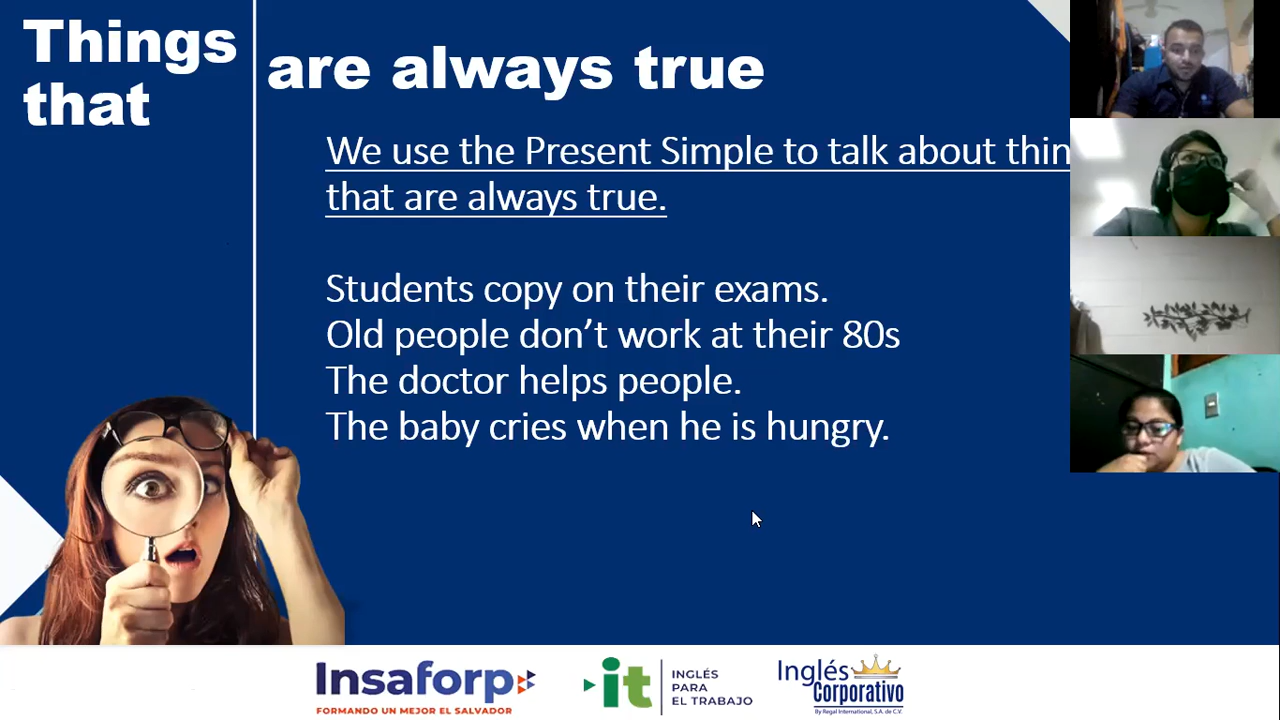 Things
that
are always true
We use the Present Simple to talk about thin
that are always true.
Students copy on their exams.
Old people don’t work at their 80s
The doctor helps people.
The baby cries when he is hungry.
Insaforp
FORMANDO UN MEJOR EL SALVADOR
it
INGLÉS
PARA
EL TRABAJO
Inglés
Corporativo
By Regal International, S.A. de C.V.